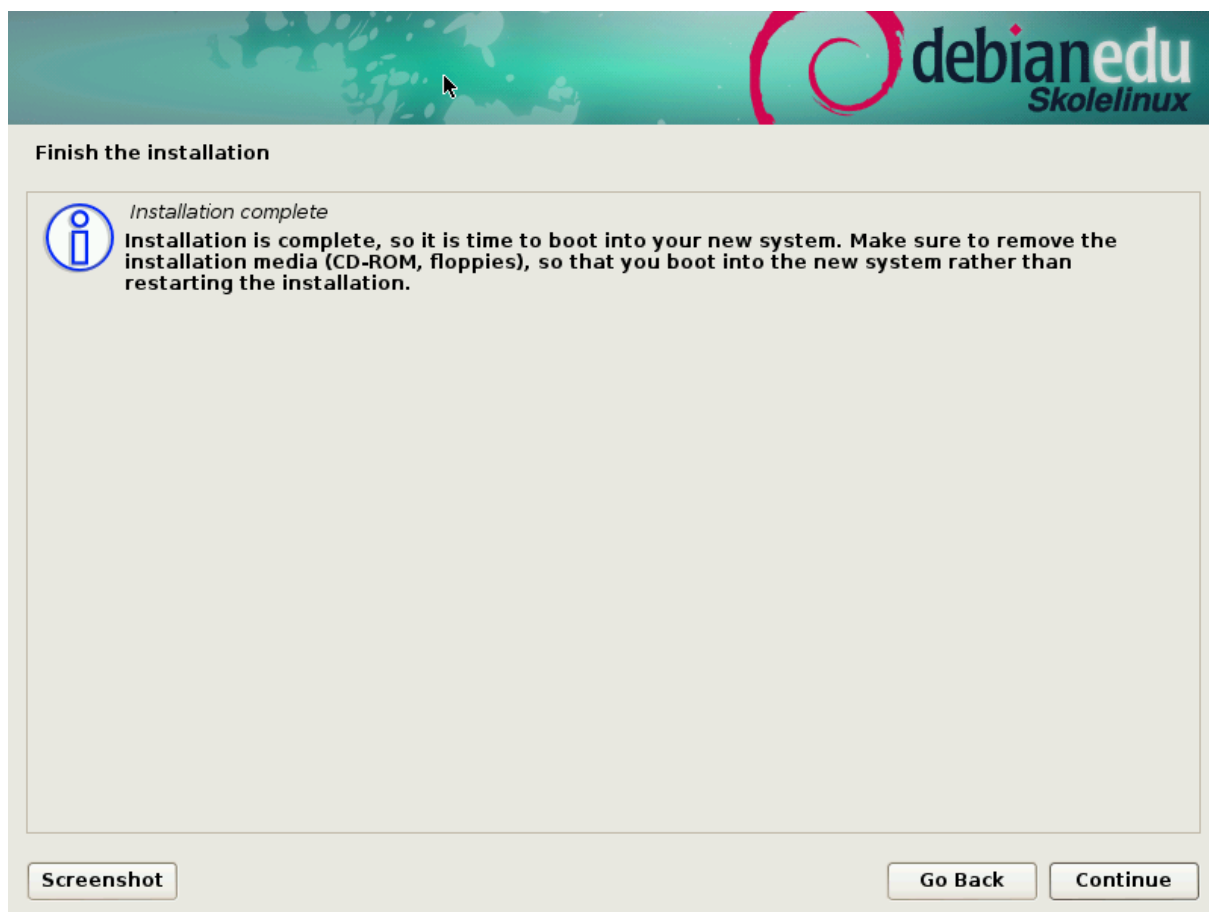 debianedu
Skolelinux
Finish the installation
Installation complete
Installation is complete, so it is time to boot into your new system. Make sure to remove the
installation media (CD-ROM, floppies), so that you boot into the new system rather than
restarting the installation.
Screenshot
Go Back
Continue